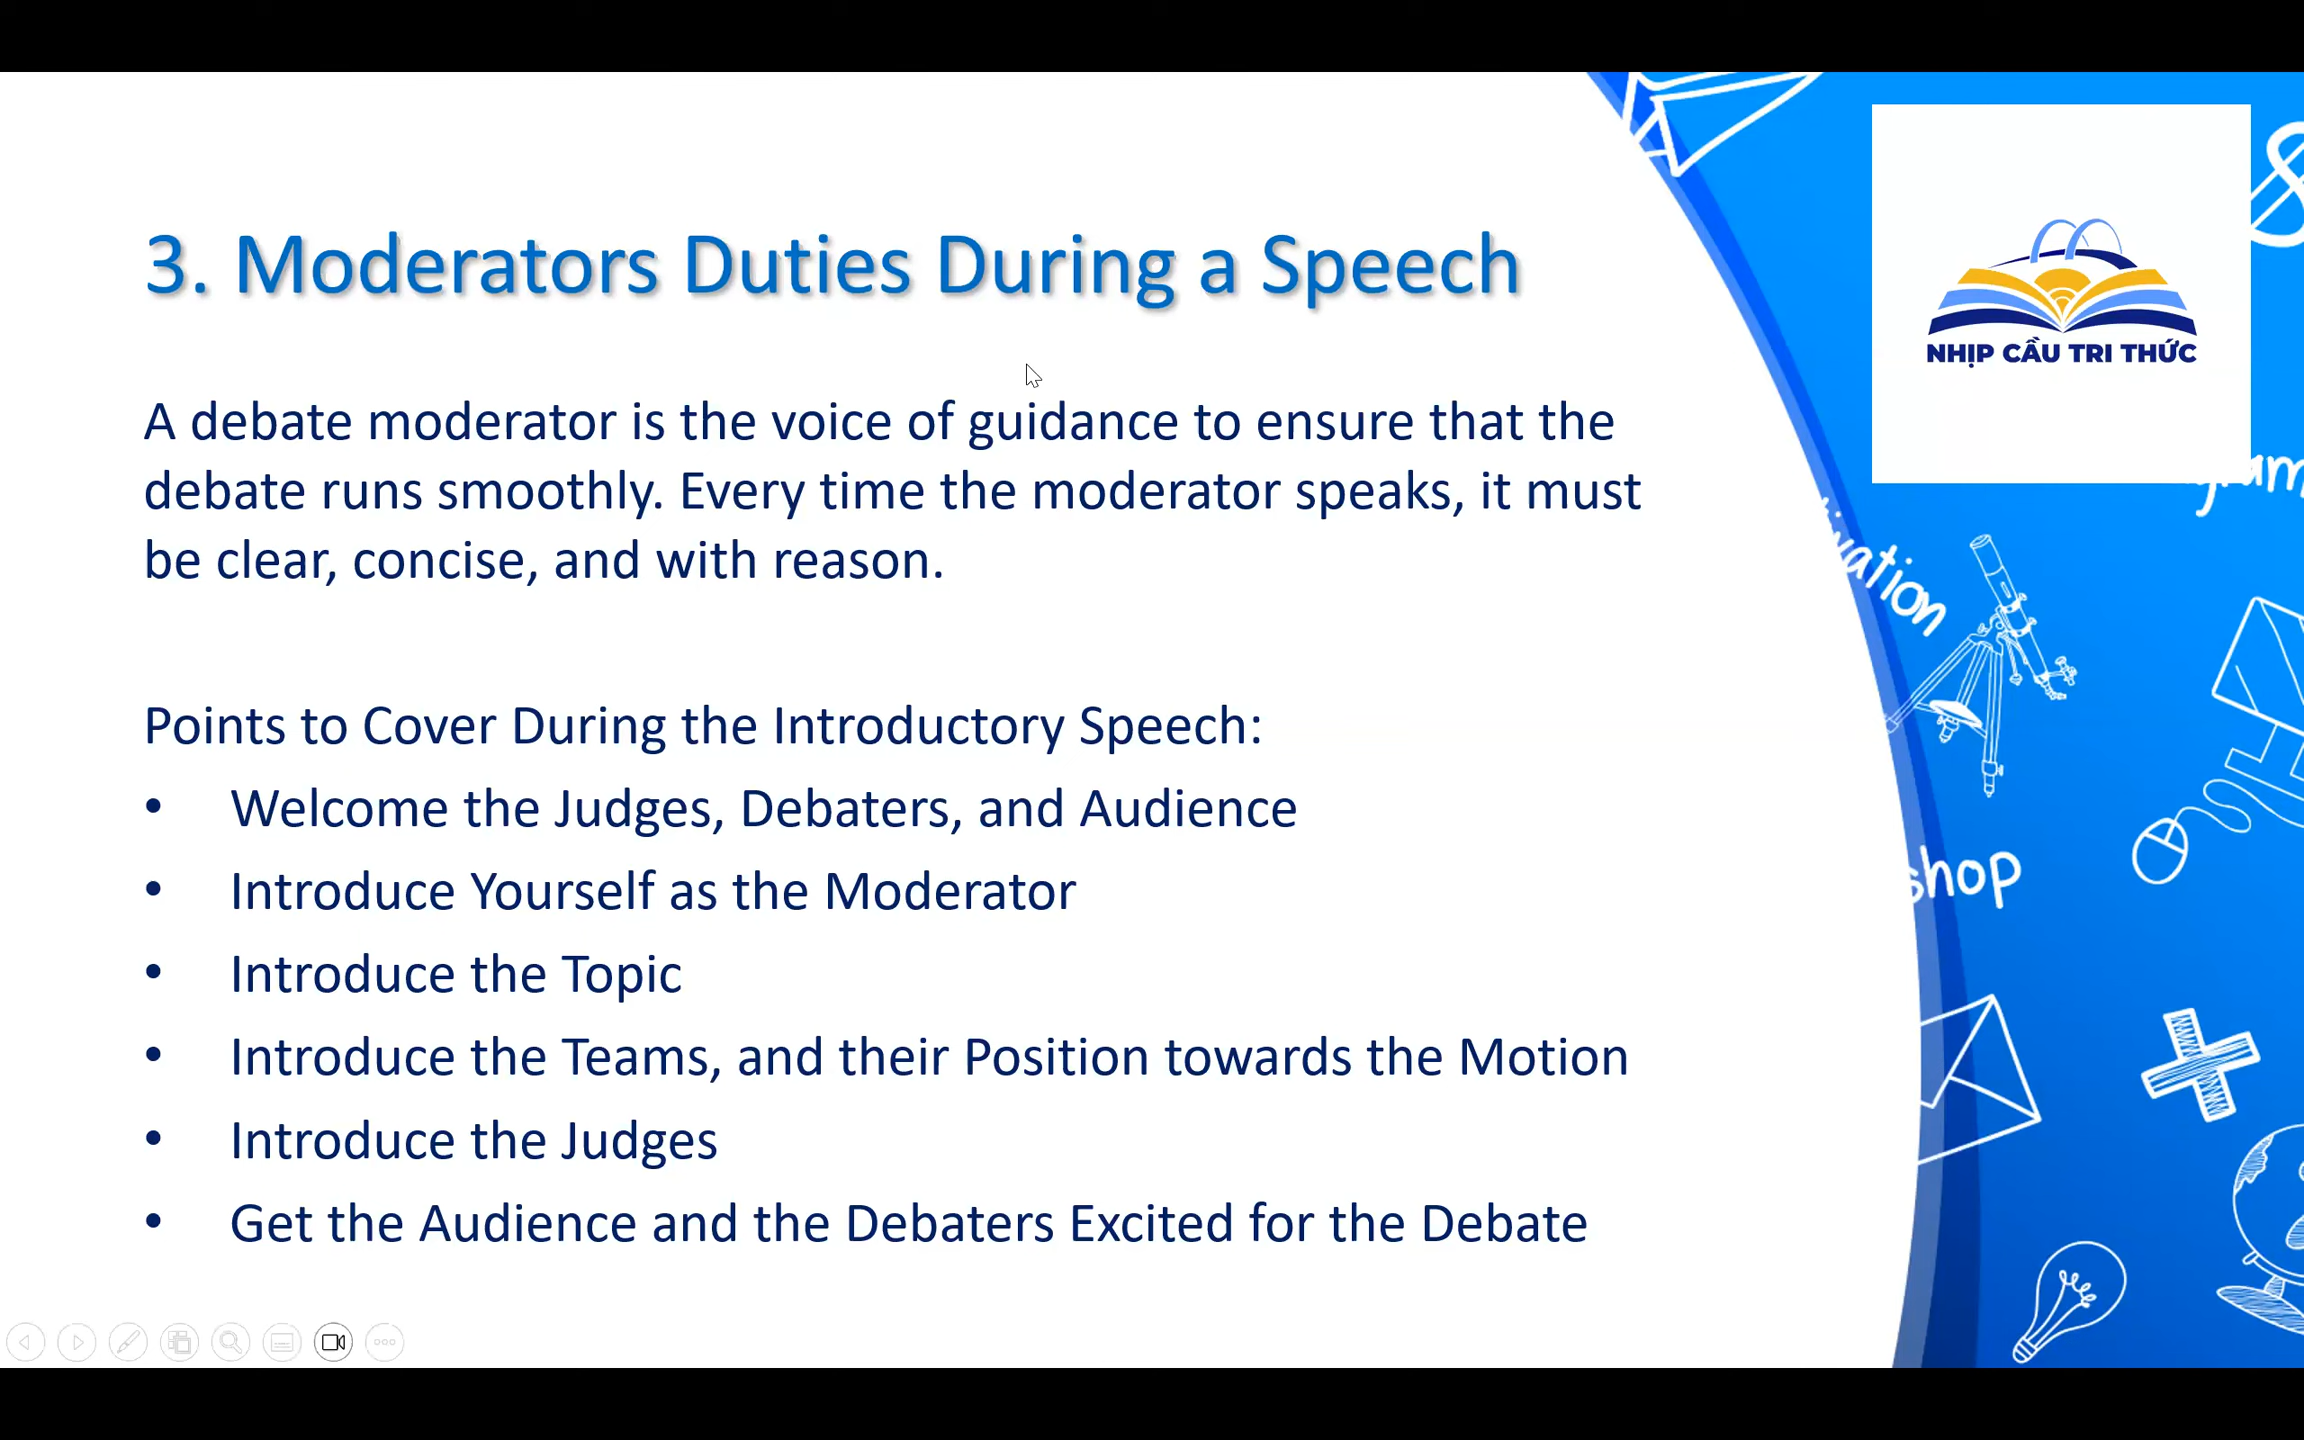 3. Moderators Duties During a Speech
NHỊP CẦU TRI THỨC
A debate moderator is the voice of guidance to ensure that the
debate runs smoothly. Every time the moderator speaks, it must
be clear, concise, and with reason.
Points to Cover During the Introductory Speech:
• Welcome the Judges, Debaters, and Audience
• Introduce Yourself as the Moderator
• Introduce the Topic
• Introduce the Teams, and their Position towards the Motion
• Introduce the Judges
• Get the Audience and the Debaters Excited for the Debate
shop